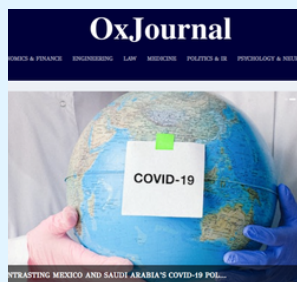 OxJournal
NOMICS & FINANCE ENGINEERING LAW MEDICINE POLITICS & IR PSYCHOLOGY & NEU
COVID-19
NTRASTING MEXICO AND SAUDI ARABIA'S COVID-19 POL...